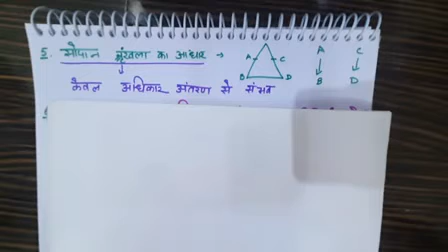 5. सोपान श्रृंखला का आधार → A C B D A C
केवल अधिकार अंतरण से संभव B D